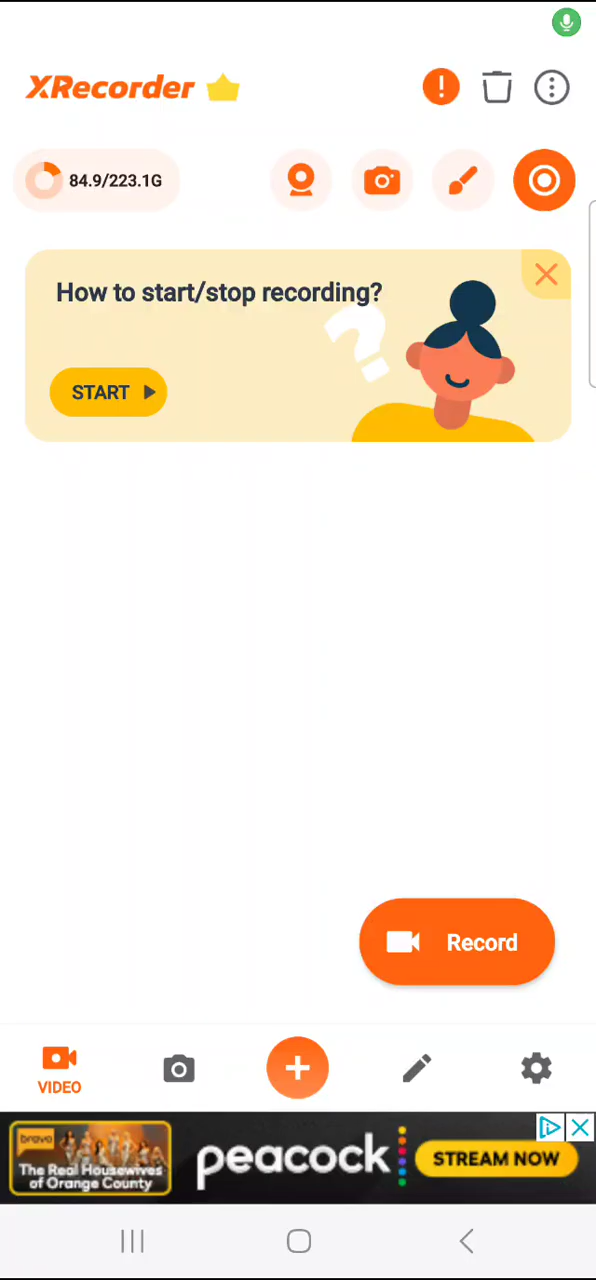 XRecorder
84.9/223.1G
How to start/stop recording?
START
Record
VIDEO
bravo
The Real Housewives
of Orange County
peacock
STREAM NOW